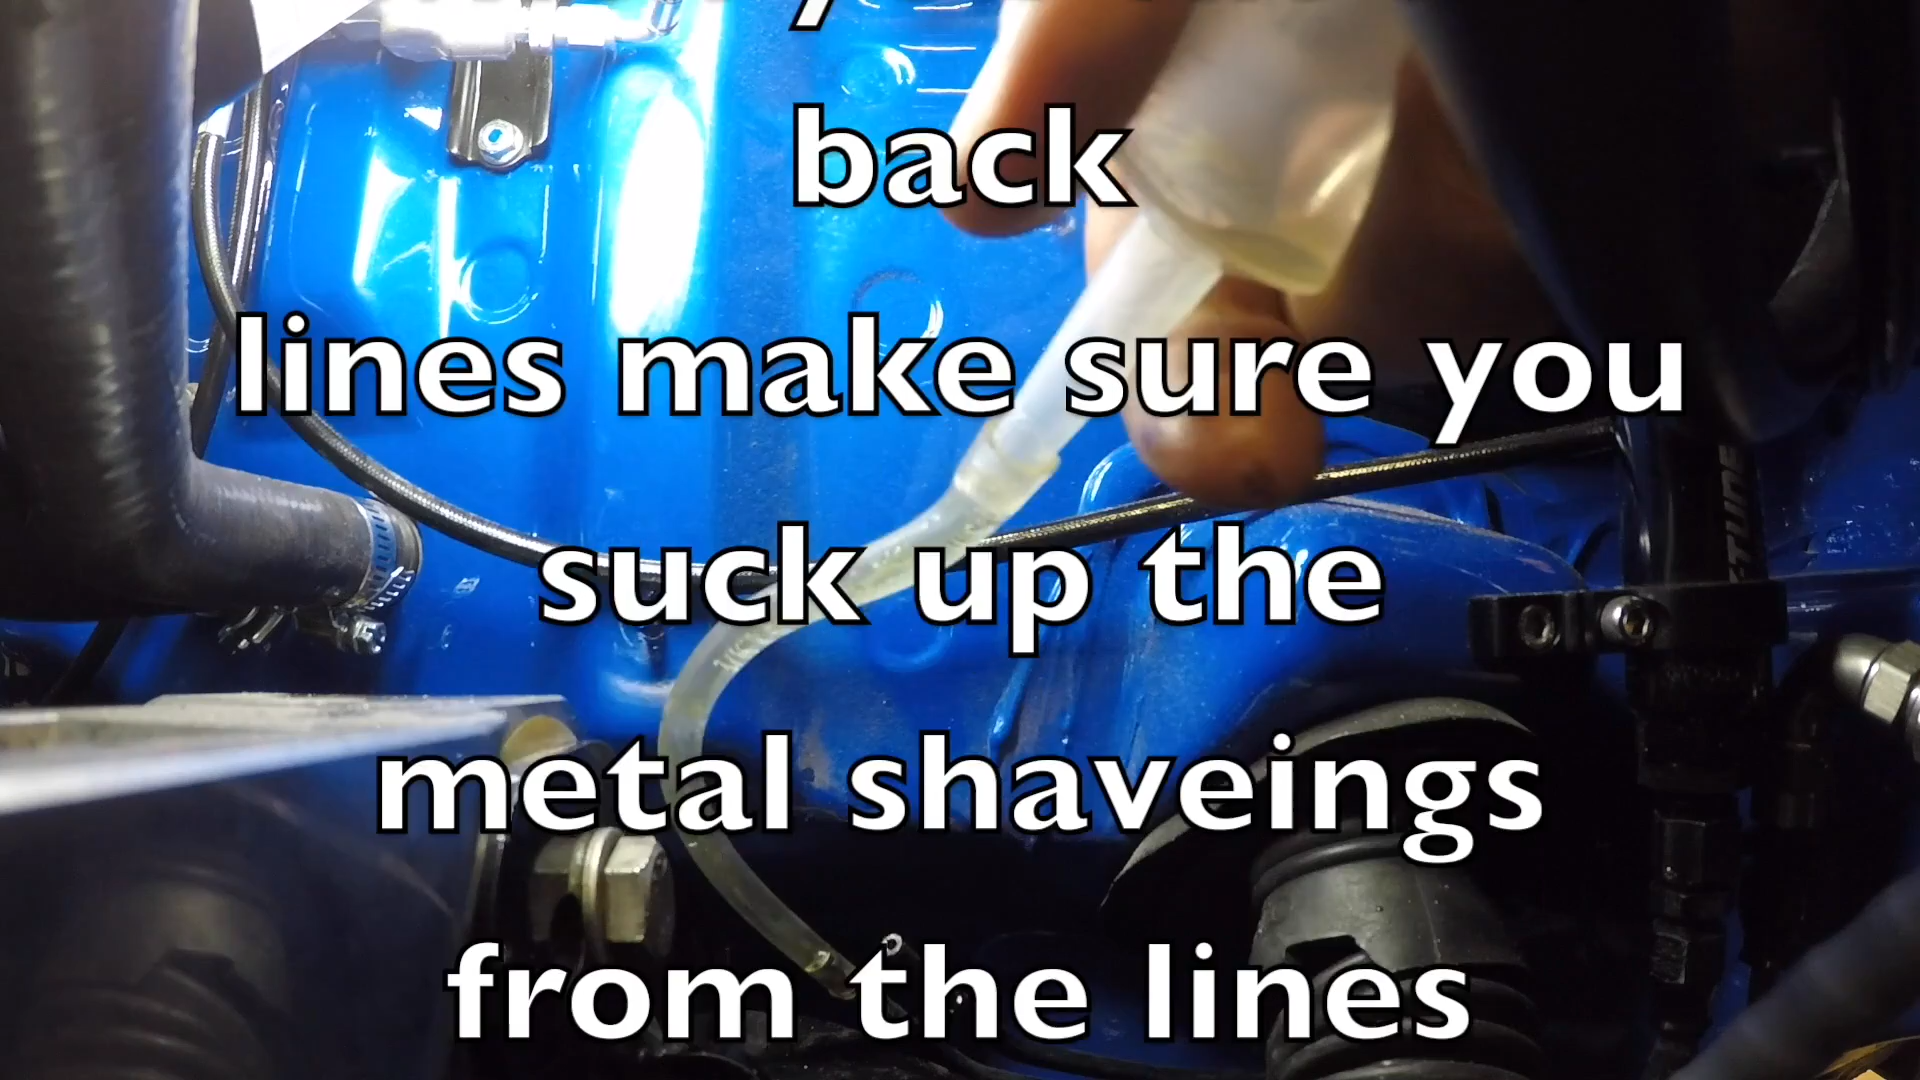 back
lines make sure you
suck up the
metal shaveings
from the lines